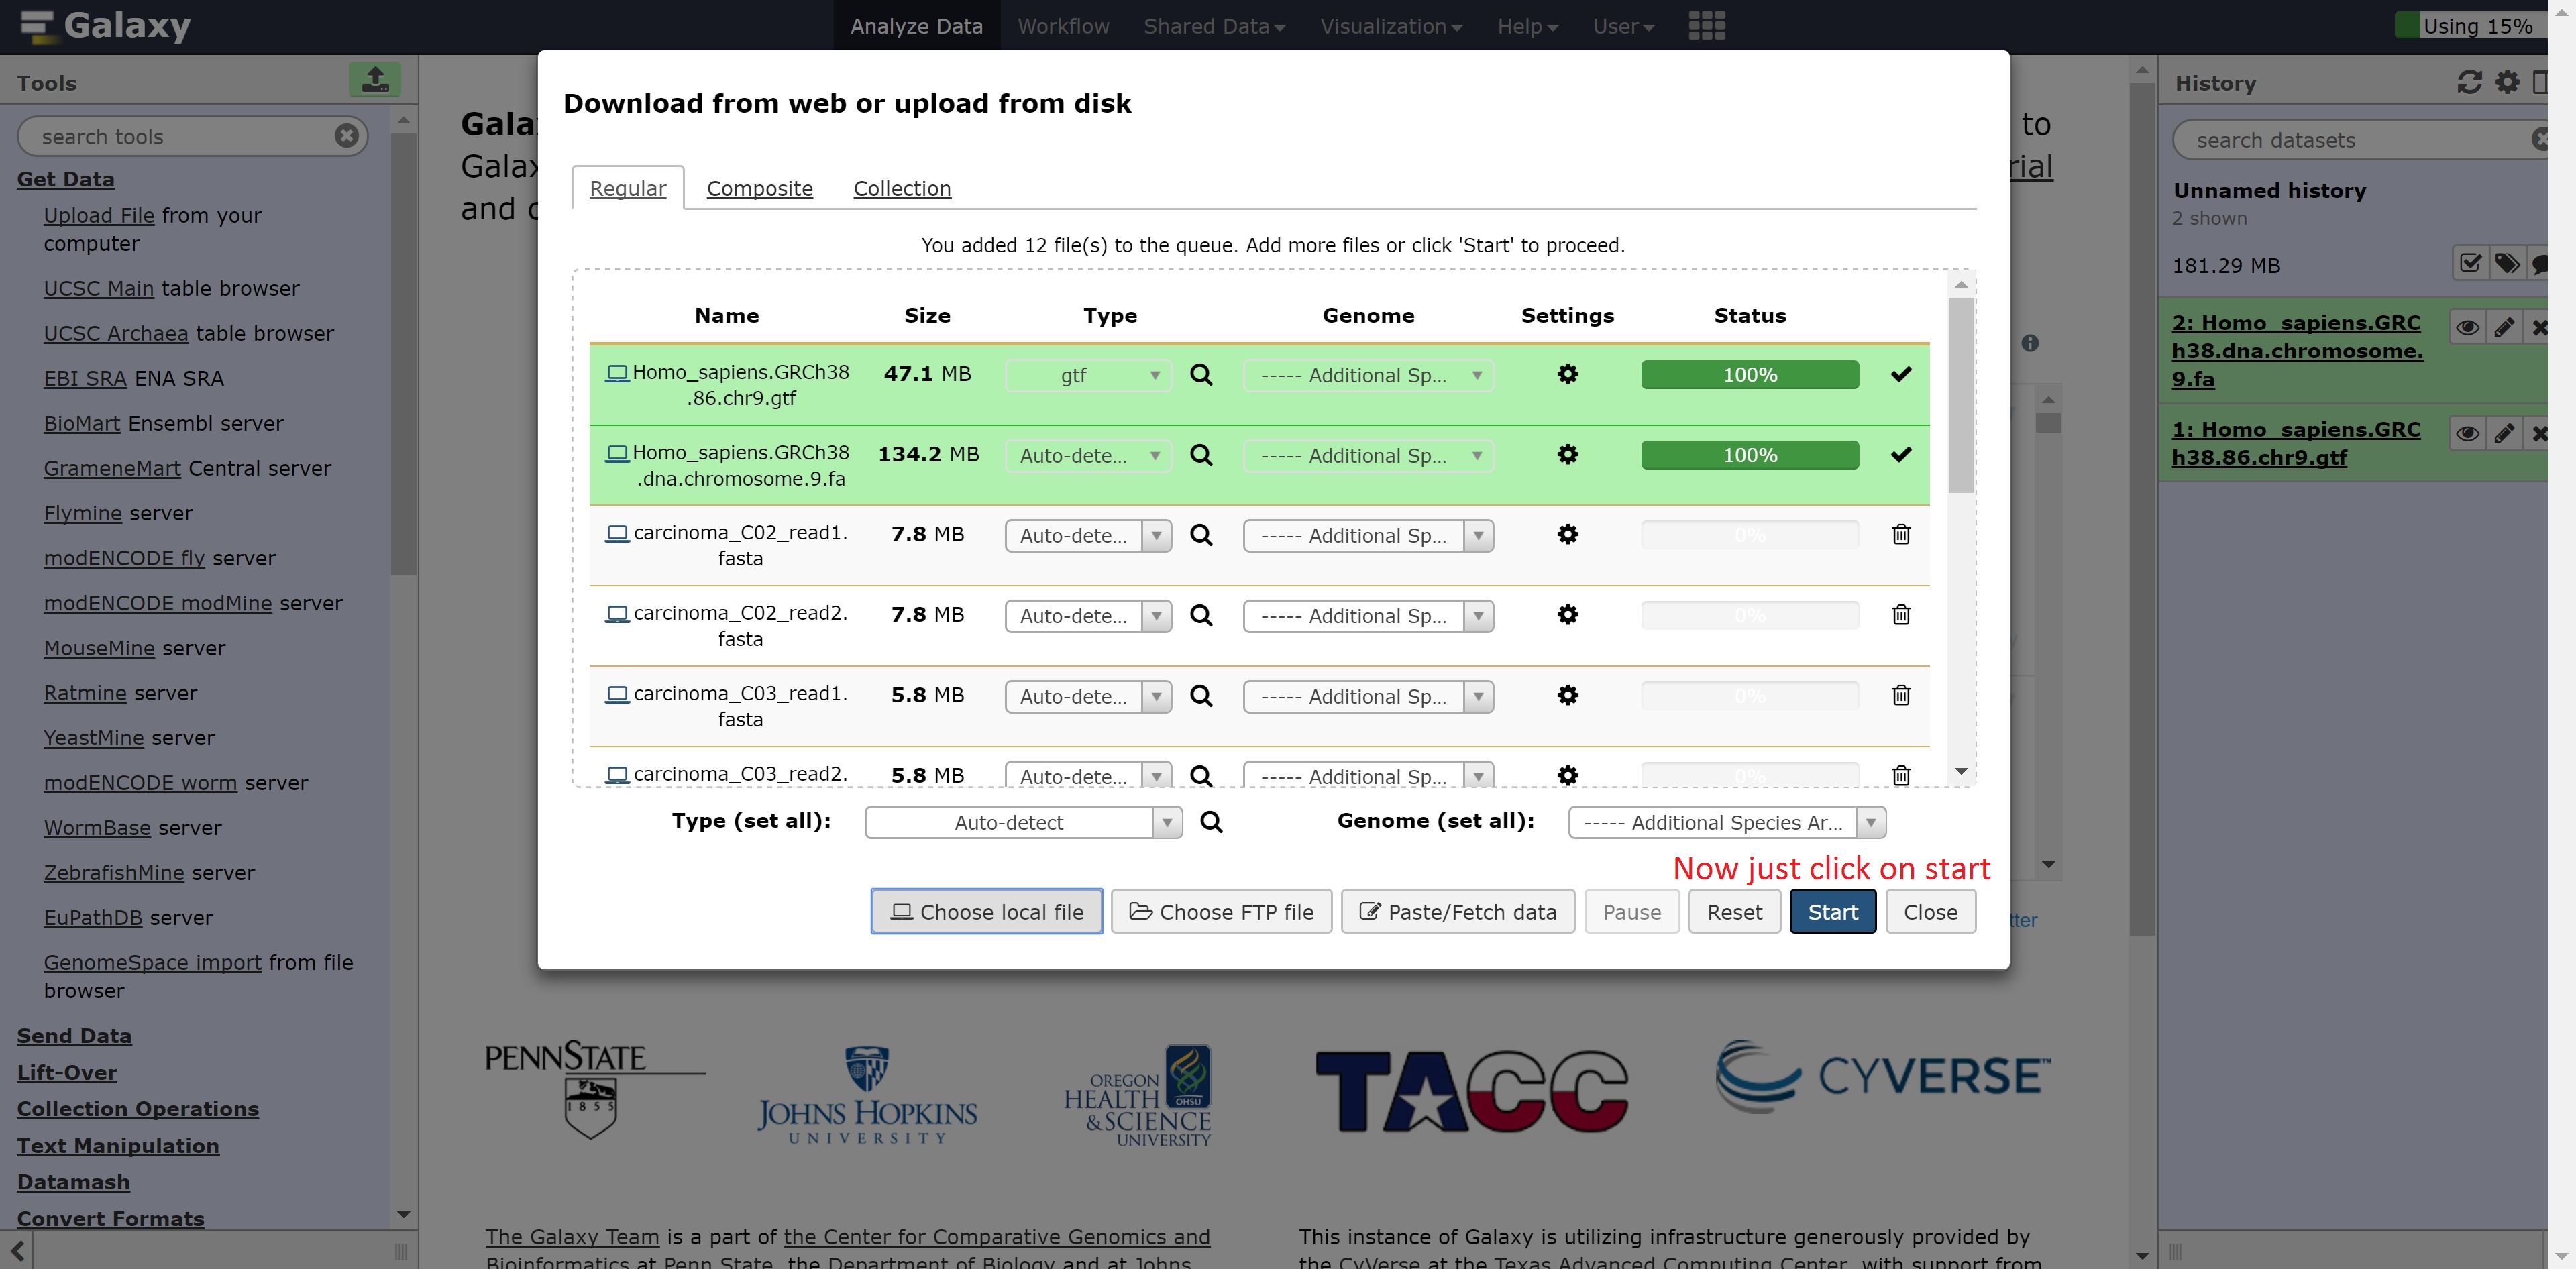 Galaxy
Analyze Data Workflow Shared Data Visualization Help User
Using 15%
Tools
search tools
Get Data
Upload File from your
computer
UCSC Main table browser
UCSC Archaea table browser
EBI SRA ENA SRA
BioMart Ensembl server
GrameneMart Central server
Flymine server
modENCODE fly server
modENCODE modMine server
MouseMine server
Ratmine server
YeastMine server
modENCODE worm server
WormBase server
ZebrafishMine server
EuPathDB server
GenomeSpace import from file
browser
Send Data
Lift-Over
Collection Operations
Text Manipulation
Datamash
Convert Formats
Download from web or upload from disk
Regular Composite Collection
You added 12 file(s) to the queue. Add more files or click 'Start' to proceed.
Name Size Type Genome Settings Status
Homo_sapiens.GRCh38 47.1 MB gtf ----- Additional Sp... 100%
.86.chr9.gtf
Homo_sapiens.GRCh38 134.2 MB Auto-dete... ----- Additional Sp... 100%
.dna.chromosome.9.fa
carcinoma_C02_read1. 7.8 MB Auto-dete... ----- Additional Sp... 0%
fasta
carcinoma_C02_read2. 7.8 MB Auto-dete... ----- Additional Sp... 0%
fasta
carcinoma_C03_read1. 5.8 MB Auto-dete... ----- Additional Sp... 0%
fasta
carcinoma_C03_read2. 5.8 MB Auto-dete... ----- Additional Sp... 0%
Type (set all): Auto-detect Genome (set all): ----- Additional Species Ar...
Now just click on start
Choose local file Choose FTP file Paste/Fetch data Pause Reset Start Close
Gala
Galax
and
to
rial
tter
PENNSTATE
1855
JOHNS HOPKINS
UNIVERSITY
OREGON
HEALTH
&SCIENCE
UNIVERSITY
OHSU
TACC
CYVERSE™
The Galaxy Team is a part of the Center for Comparative Genomics and
Bioinformatics at Penn State, the Department of Biology and at Johns
This instance of Galaxy is utilizing infrastructure generously provided by
the CyVerse at the Texas Advanced Computing Center, with support from
History
search datasets
Unnamed history
2 shown
181.29 MB
2: Homo_sapiens.GRC
h38.dna.chromosome.
9.fa
1: Homo_sapiens.GRC
h38.86.chr9.gtf